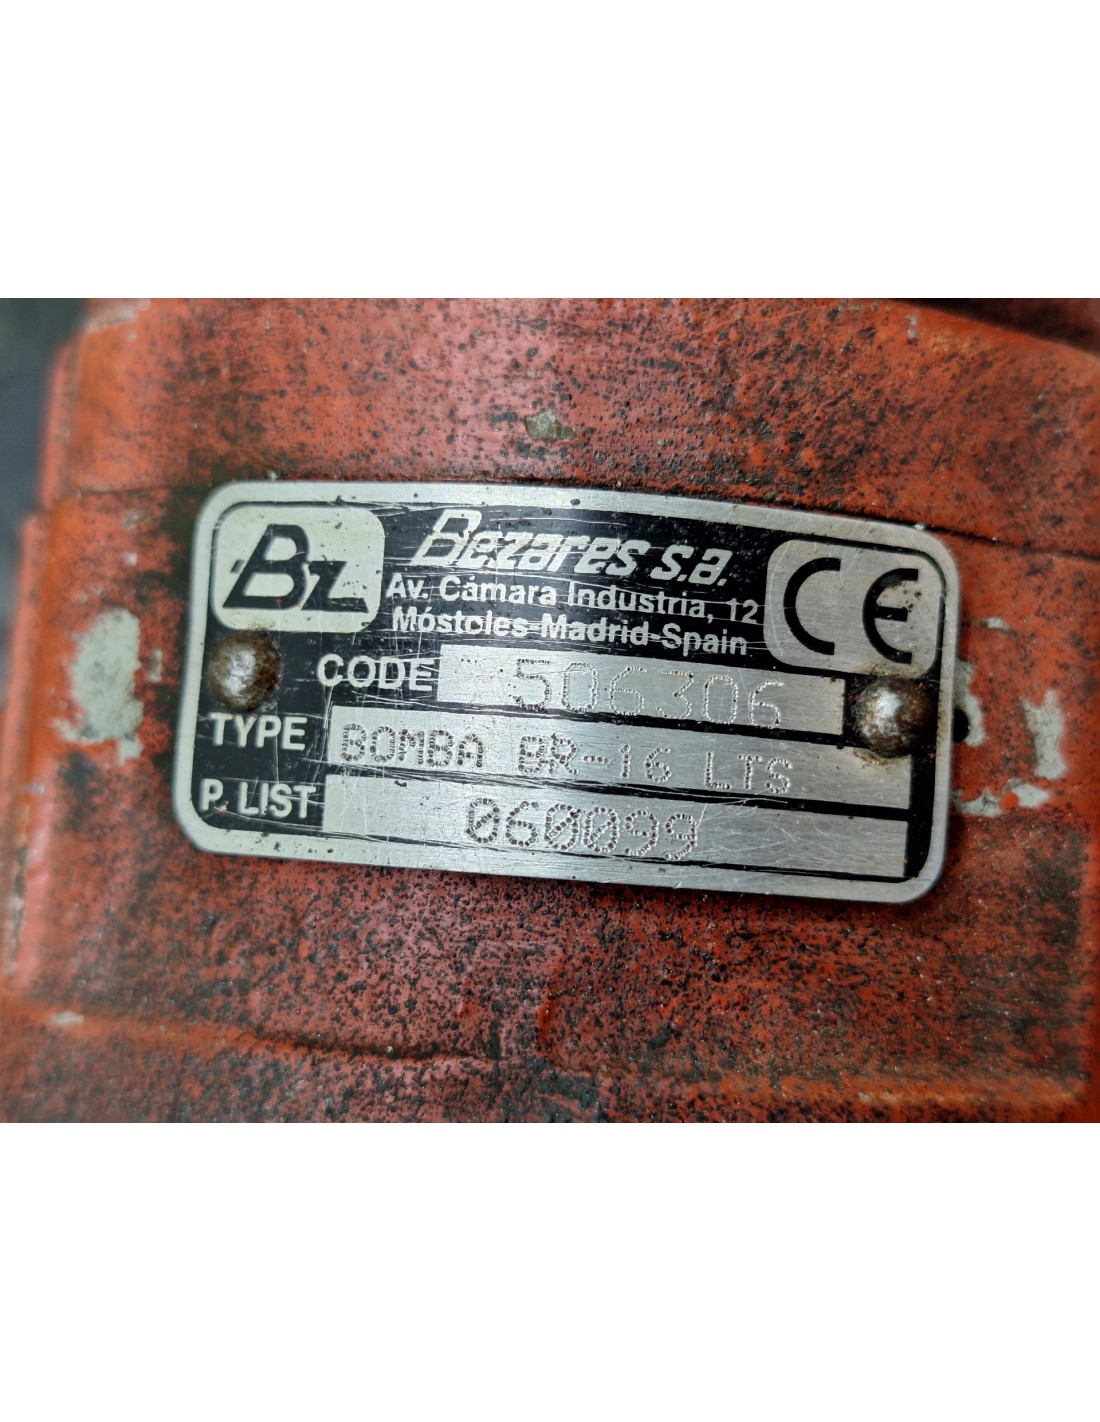 Bz
Bezares s.a.
Av. Cámara Industria, 12
Móstoles-Madrid-Spain
CE
CODE 506306
TYPE BOMBA BR-16 LTS
P. LIST 060099